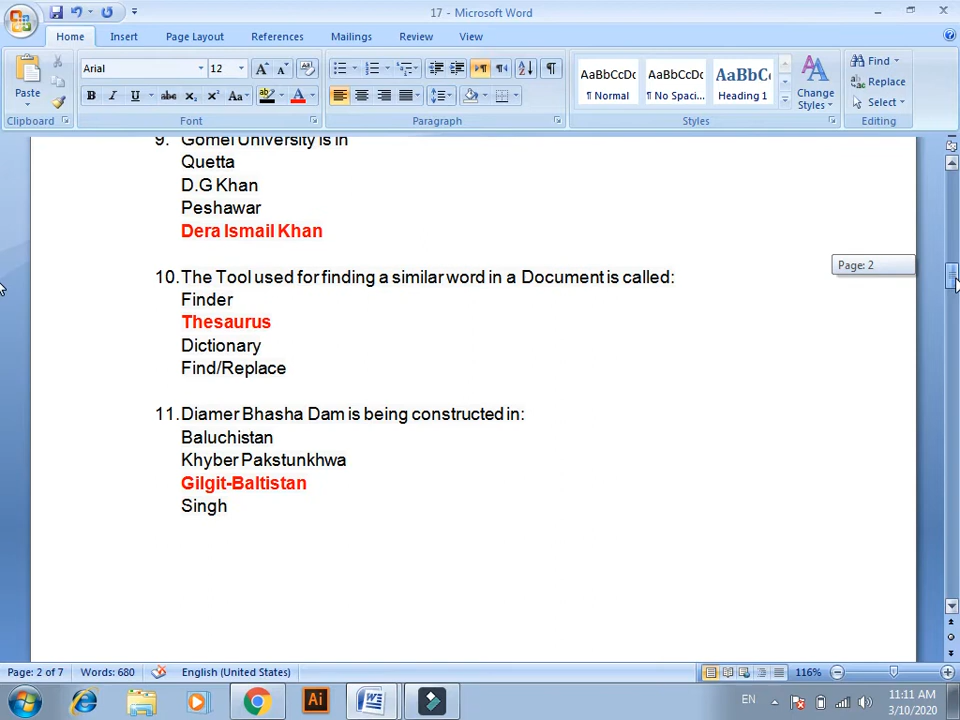 17 - Microsoft Word
Home Insert Page Layout References Mailings Review View
Paste
Clipboard
Arial 12
Font
Paragraph
AaBbCcDc AaBbCcDc AaBbC
¶ Normal ¶ No Spaci... Heading 1
Change Styles
Styles
Find
Replace
Select
Editing
9. Gomel University is in
Quetta
D.G Khan
Peshawar
Dera Ismail Khan
10. The Tool used for finding a similar word in a Document is called:
Finder
Thesaurus
Dictionary
Find/Replace
11. Diamer Bhasha Dam is being constructed in:
Baluchistan
Khyber Pakstunkhwa
Gilgit-Baltistan
Singh
Page: 2
Page: 2 of 7 Words: 680 English (United States) 116%
Ai
EN
11:11 AM
3/10/2020